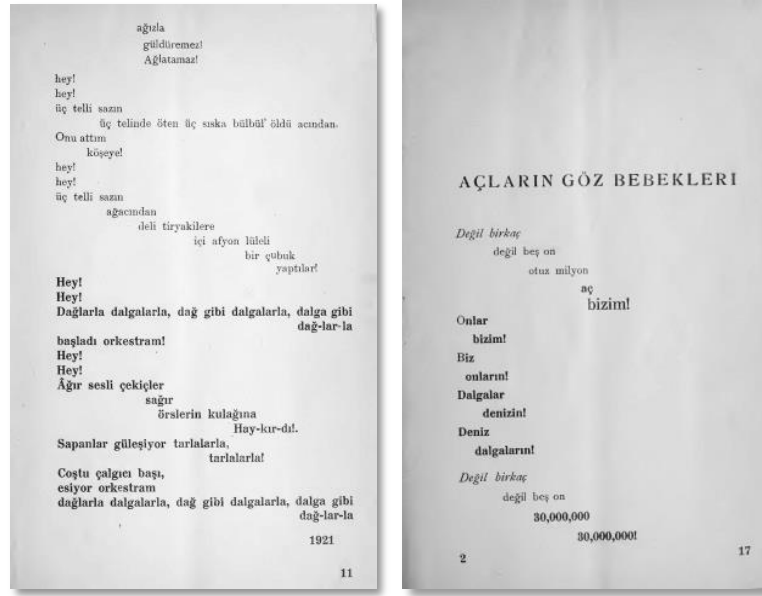 ağızla
güldüremez!
Ağlatamaz!
hey!
hey!
üç telli sazın
üç telinde öten üç sıska bülbül' öldü acından.
Onu attım
köşeye!
hey!
hey!
üç telli sazın
ağacından
deli tiryakilere
içi afyon lüleli
bir çubuk
yaptılar!
Hey!
Hey!
Dağlarla dalgalarla, dağ gibi dalgalarla, dalga gibi
dağ-lar-la
başladı orkestram!
Hey!
Hey!
Âğır sesli çekiçler
sağır
örslerin kulağına
Hay-kır-dı!.
Sapanlar güleşiyor tarlalarla,
tarlalarla!
Coştu çalgıcı başı,
esiyor orkestram
dağlarla dalgalarla, dağ gibi dalgalarla, dalga gibi
dağ-lar-la
1921
11
AÇLARIN GÖZ BEBEKLERI
Değil birkaç
değil beş on
otuz milyon
aç
bizim!
Onlar
bizim!
Biz
onların!
Dalgalar
denizin!
Deniz
dalgaların!
Değil birkaç
değil beş on
30,000,000
30,000,000!
2
17